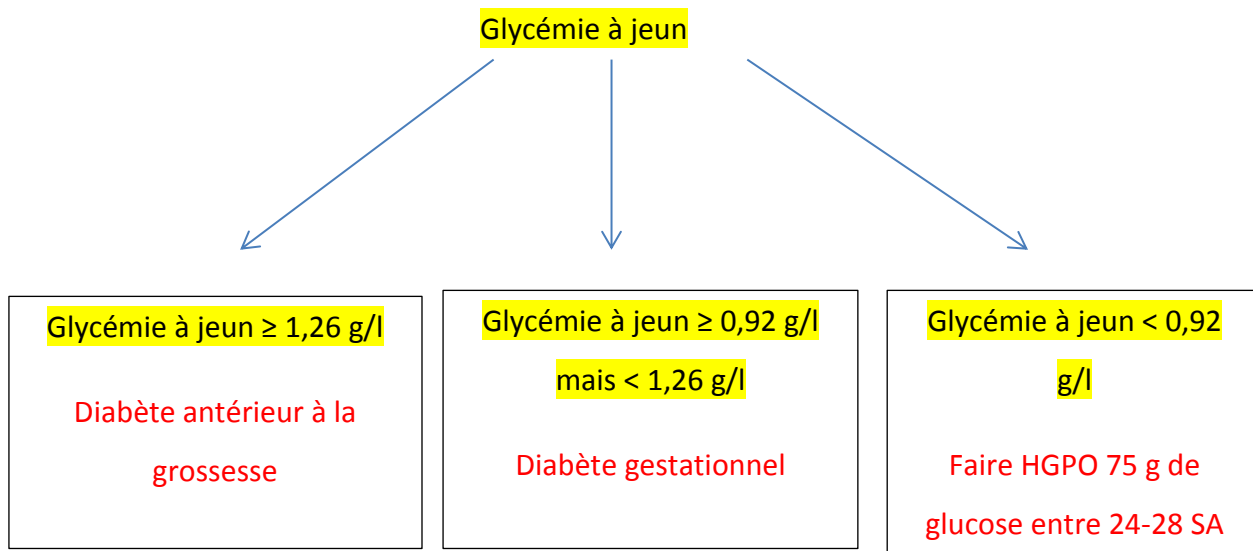 Glycémie à jeun
Glycémie à jeun ≥ 1,26 g/l
Diabète antérieur à la
grossesse
Glycémie à jeun ≥ 0,92 g/l
mais < 1,26 g/l
Diabète gestationnel
Glycémie à jeun < 0,92
g/l
Faire HGPO 75 g de
glucose entre 24-28 SA